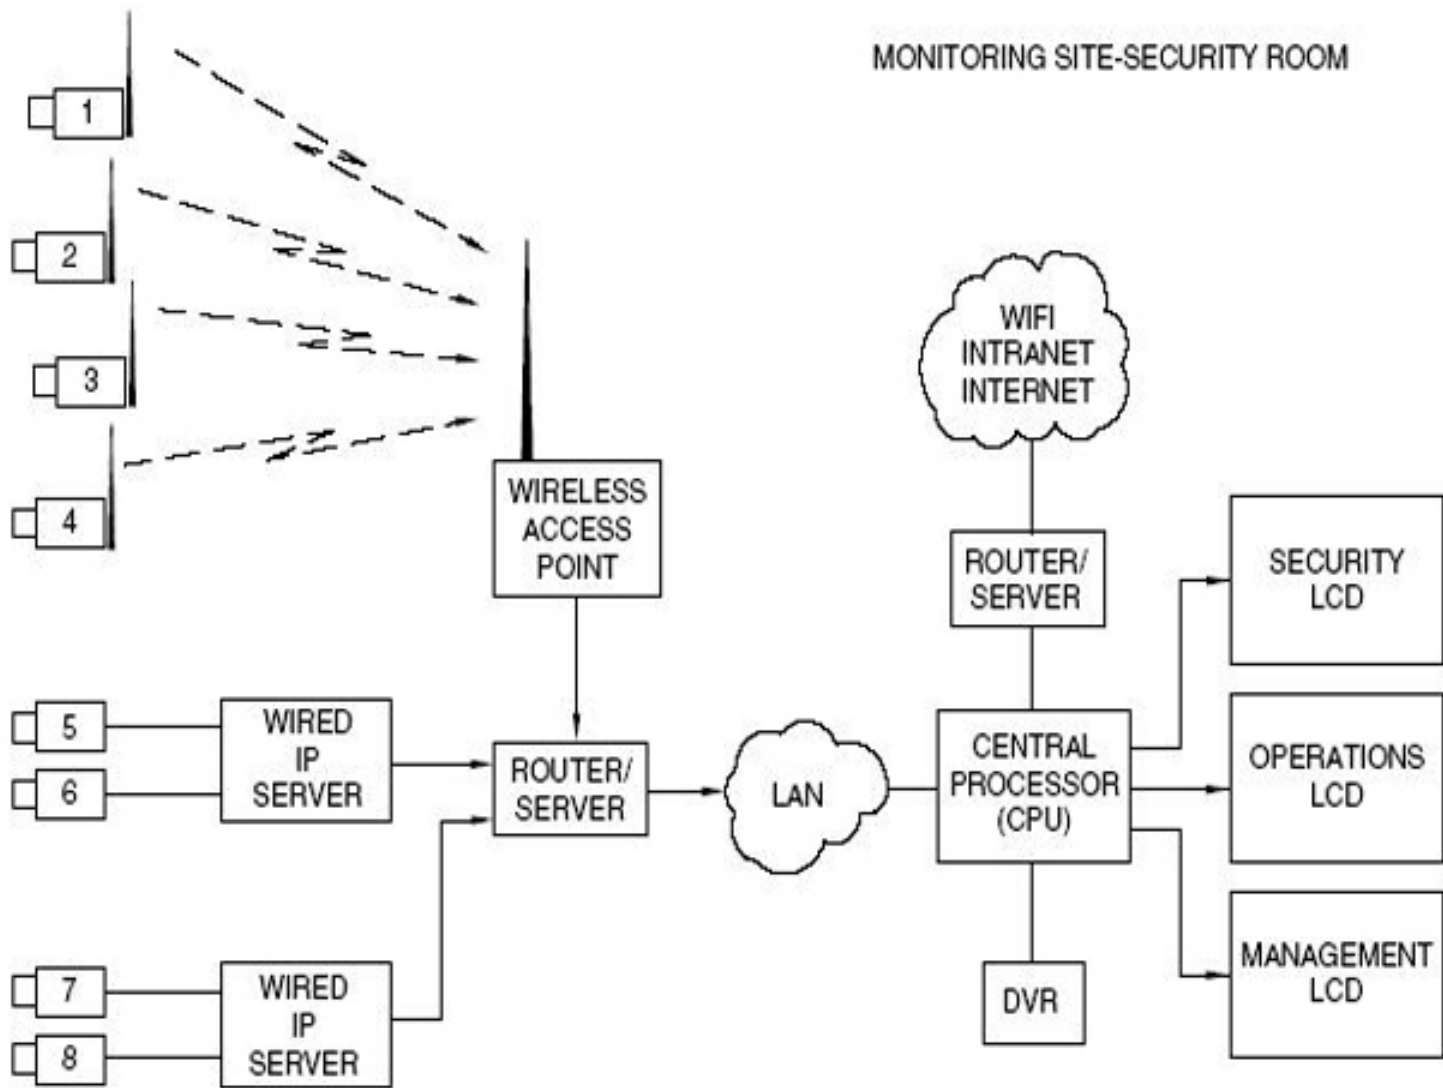 MONITORING SITE-SECURITY ROOM
1
2
3
4
WIRELESS
ACCESS
POINT
5
6
WIRED
IP
SERVER
7
8
WIRED
IP
SERVER
ROUTER/
SERVER
LAN
WIFI
INTRANET
INTERNET
ROUTER/
SERVER
CENTRAL
PROCESSOR
(CPU)
DVR
SECURITY
LCD
OPERATIONS
LCD
MANAGEMENT
LCD